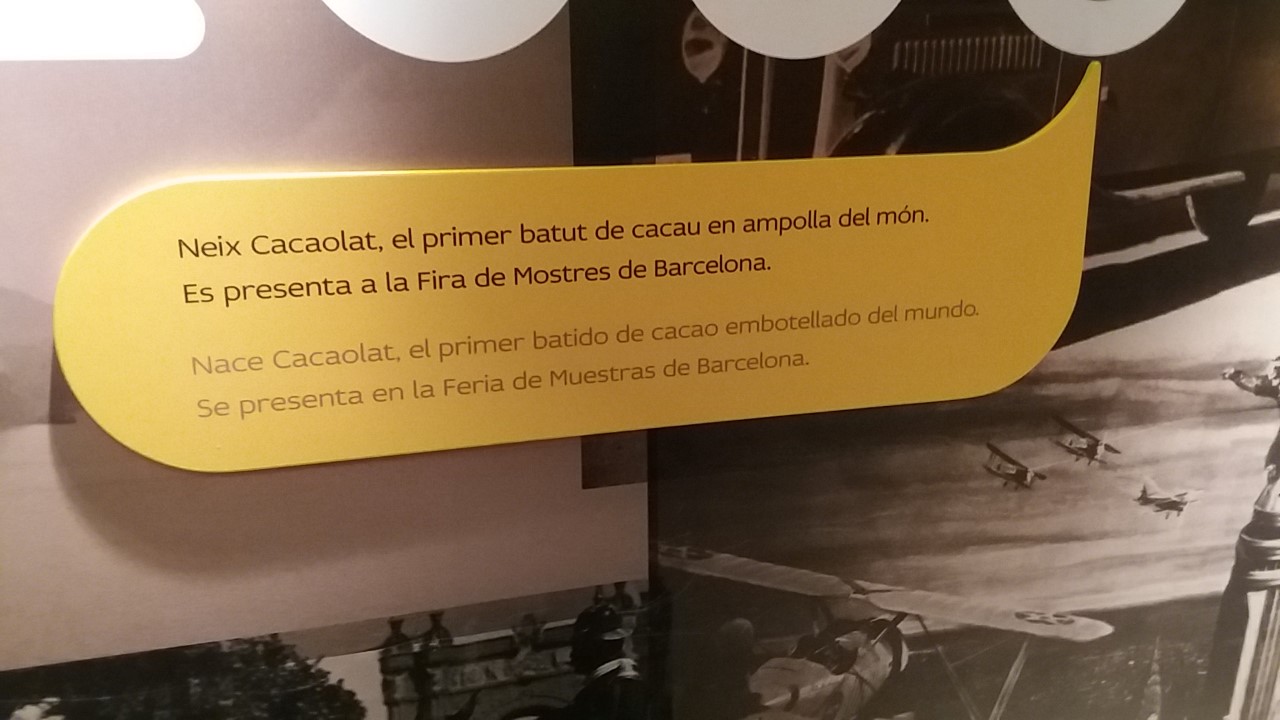 Neix Cacaolat, el primer batut de cacau en ampolla del món.
Es presenta a la Fira de Mostres de Barcelona.
Nace Cacaolat, el primer batido de cacao embotellado del mundo.
Se presenta en la Feria de Muestras de Barcelona.